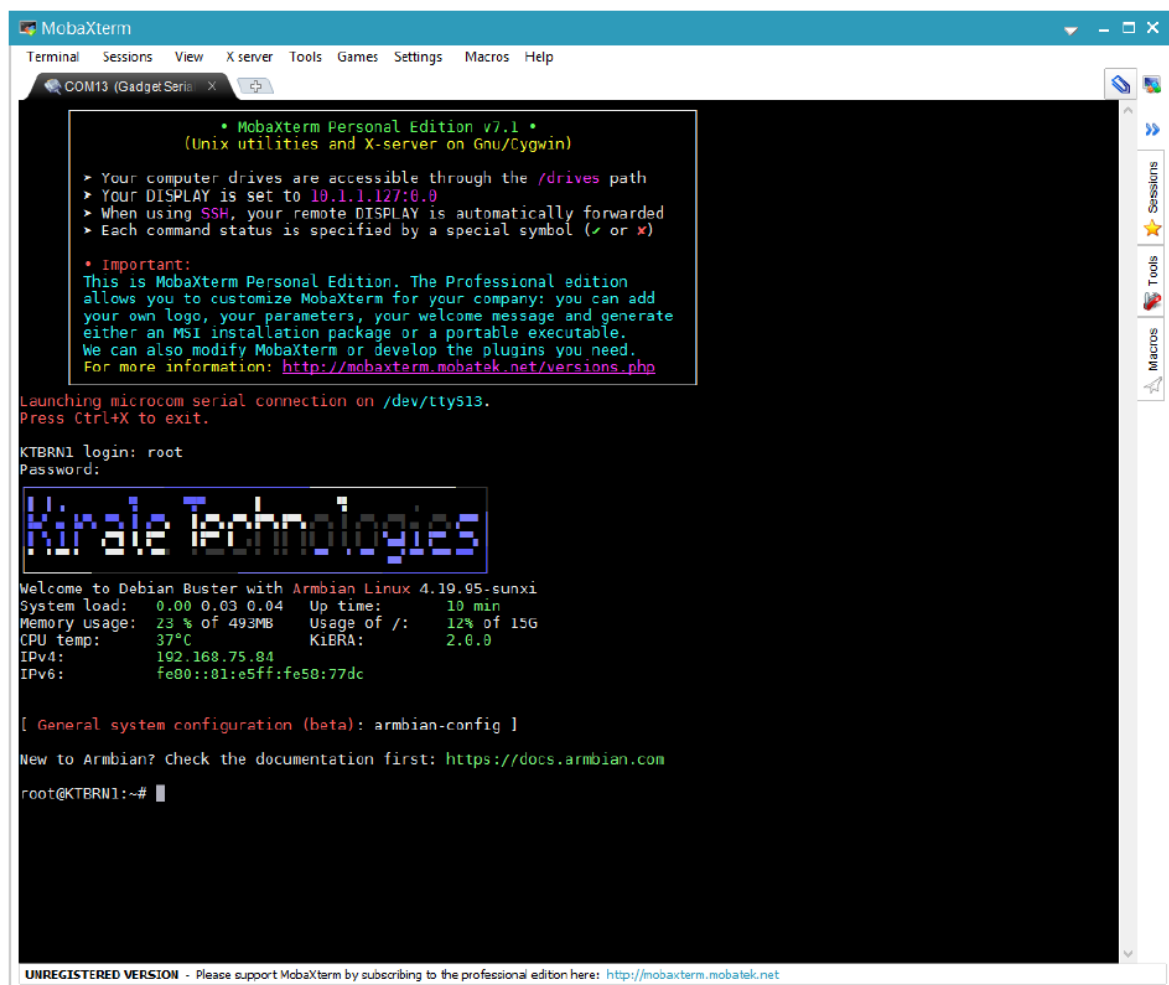 MobaXterm
Terminal Sessions View X server Tools Games Settings Macros Help
COM13 (Gadget Seria
• MobaXterm Personal Edition v7.1 •
(Unix utilities and X-server on Gnu/Cygwin)
➤ Your computer drives are accessible through the /drives path
➤ Your DISPLAY is set to 10.1.1.127:0.0
➤ When using SSH, your remote DISPLAY is automatically forwarded
➤ Each command status is specified by a special symbol (✔ or ✘)
• Important:
This is MobaXterm Personal Edition. The Professional edition
allows you to customize MobaXterm for your company: you can add
your own logo, your parameters, your welcome message and generate
either an MSI installation package or a portable executable.
We can also modify MobaXterm or develop the plugins you need.
For more information: http://mobaxterm.mobatek.net/versions.php
Launching microcom serial connection on /dev/ttyS13.
Press Ctrl+X to exit.
KTBRN1 login: root
Password:
Kirale Technologies
Welcome to Debian Buster with Armbian Linux 4.19.95-sunxi
System load: 0.00 0.03 0.04 Up time: 10 min
Memory usage: 23 % of 493MB Usage of /: 12% of 15G
CPU temp: 37°C KiBRA: 2.0.0
IPv4: 192.168.75.84
IPv6: fe80::81:e5ff:fe58:77dc
[ General system configuration (beta): armbian-config ]
New to Armbian? Check the documentation first: https://docs.armbian.com
root@KTBRN1:~#
Sessions
Tools
Macros
UNREGISTERED VERSION - Please support MobaXterm by subscribing to the professional edition here: http://mobaxterm.mobatek.net